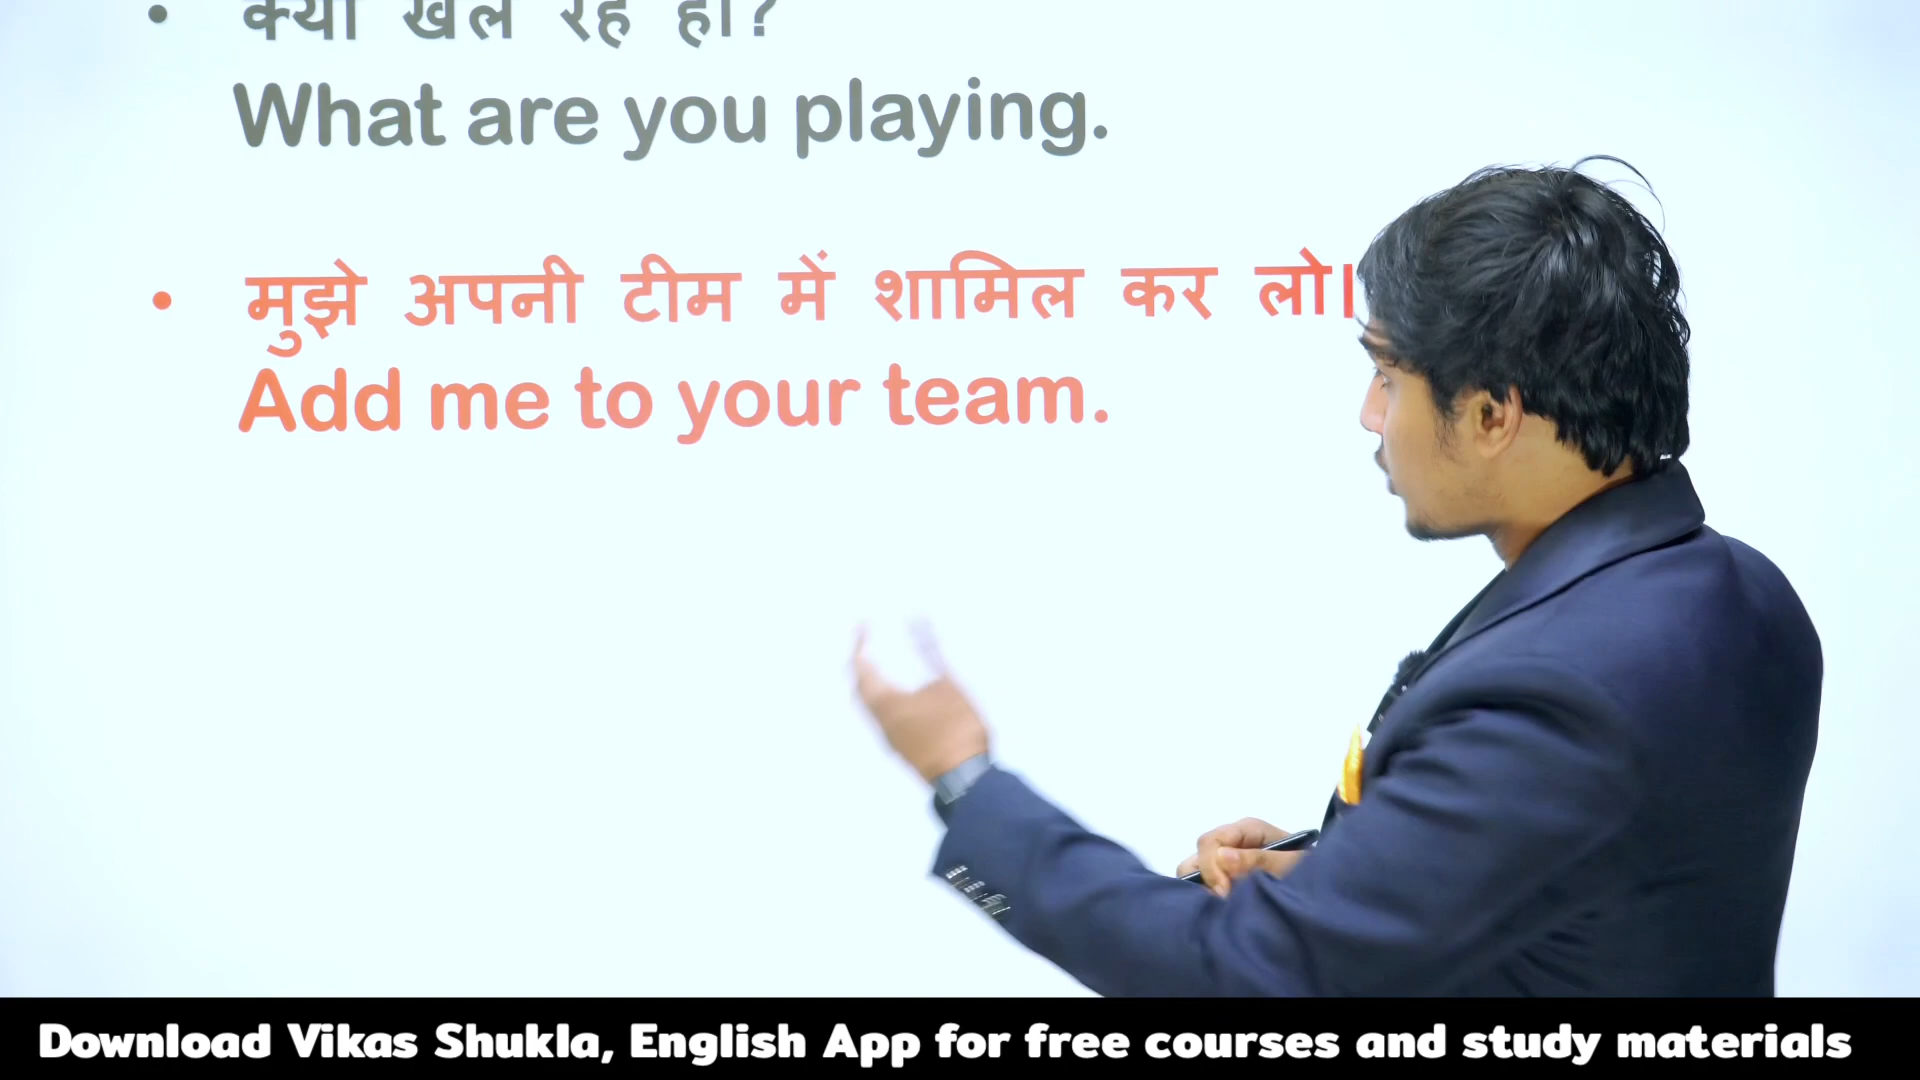 • क्या खेल रहे हो?
What are you playing.
• मुझे अपनी टीम में शामिल कर लो।
Add me to your team.
Download Vikas Shukla, English App for free courses and study materials